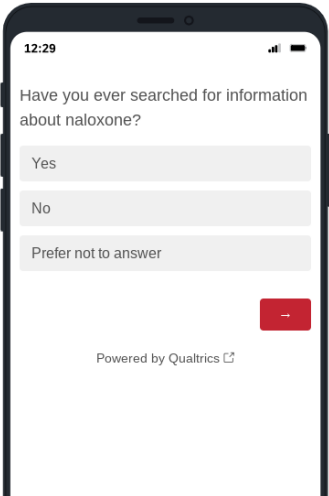 12:29
Have you ever searched for information
about naloxone?
Yes
No
Prefer not to answer
→
Powered by Qualtrics